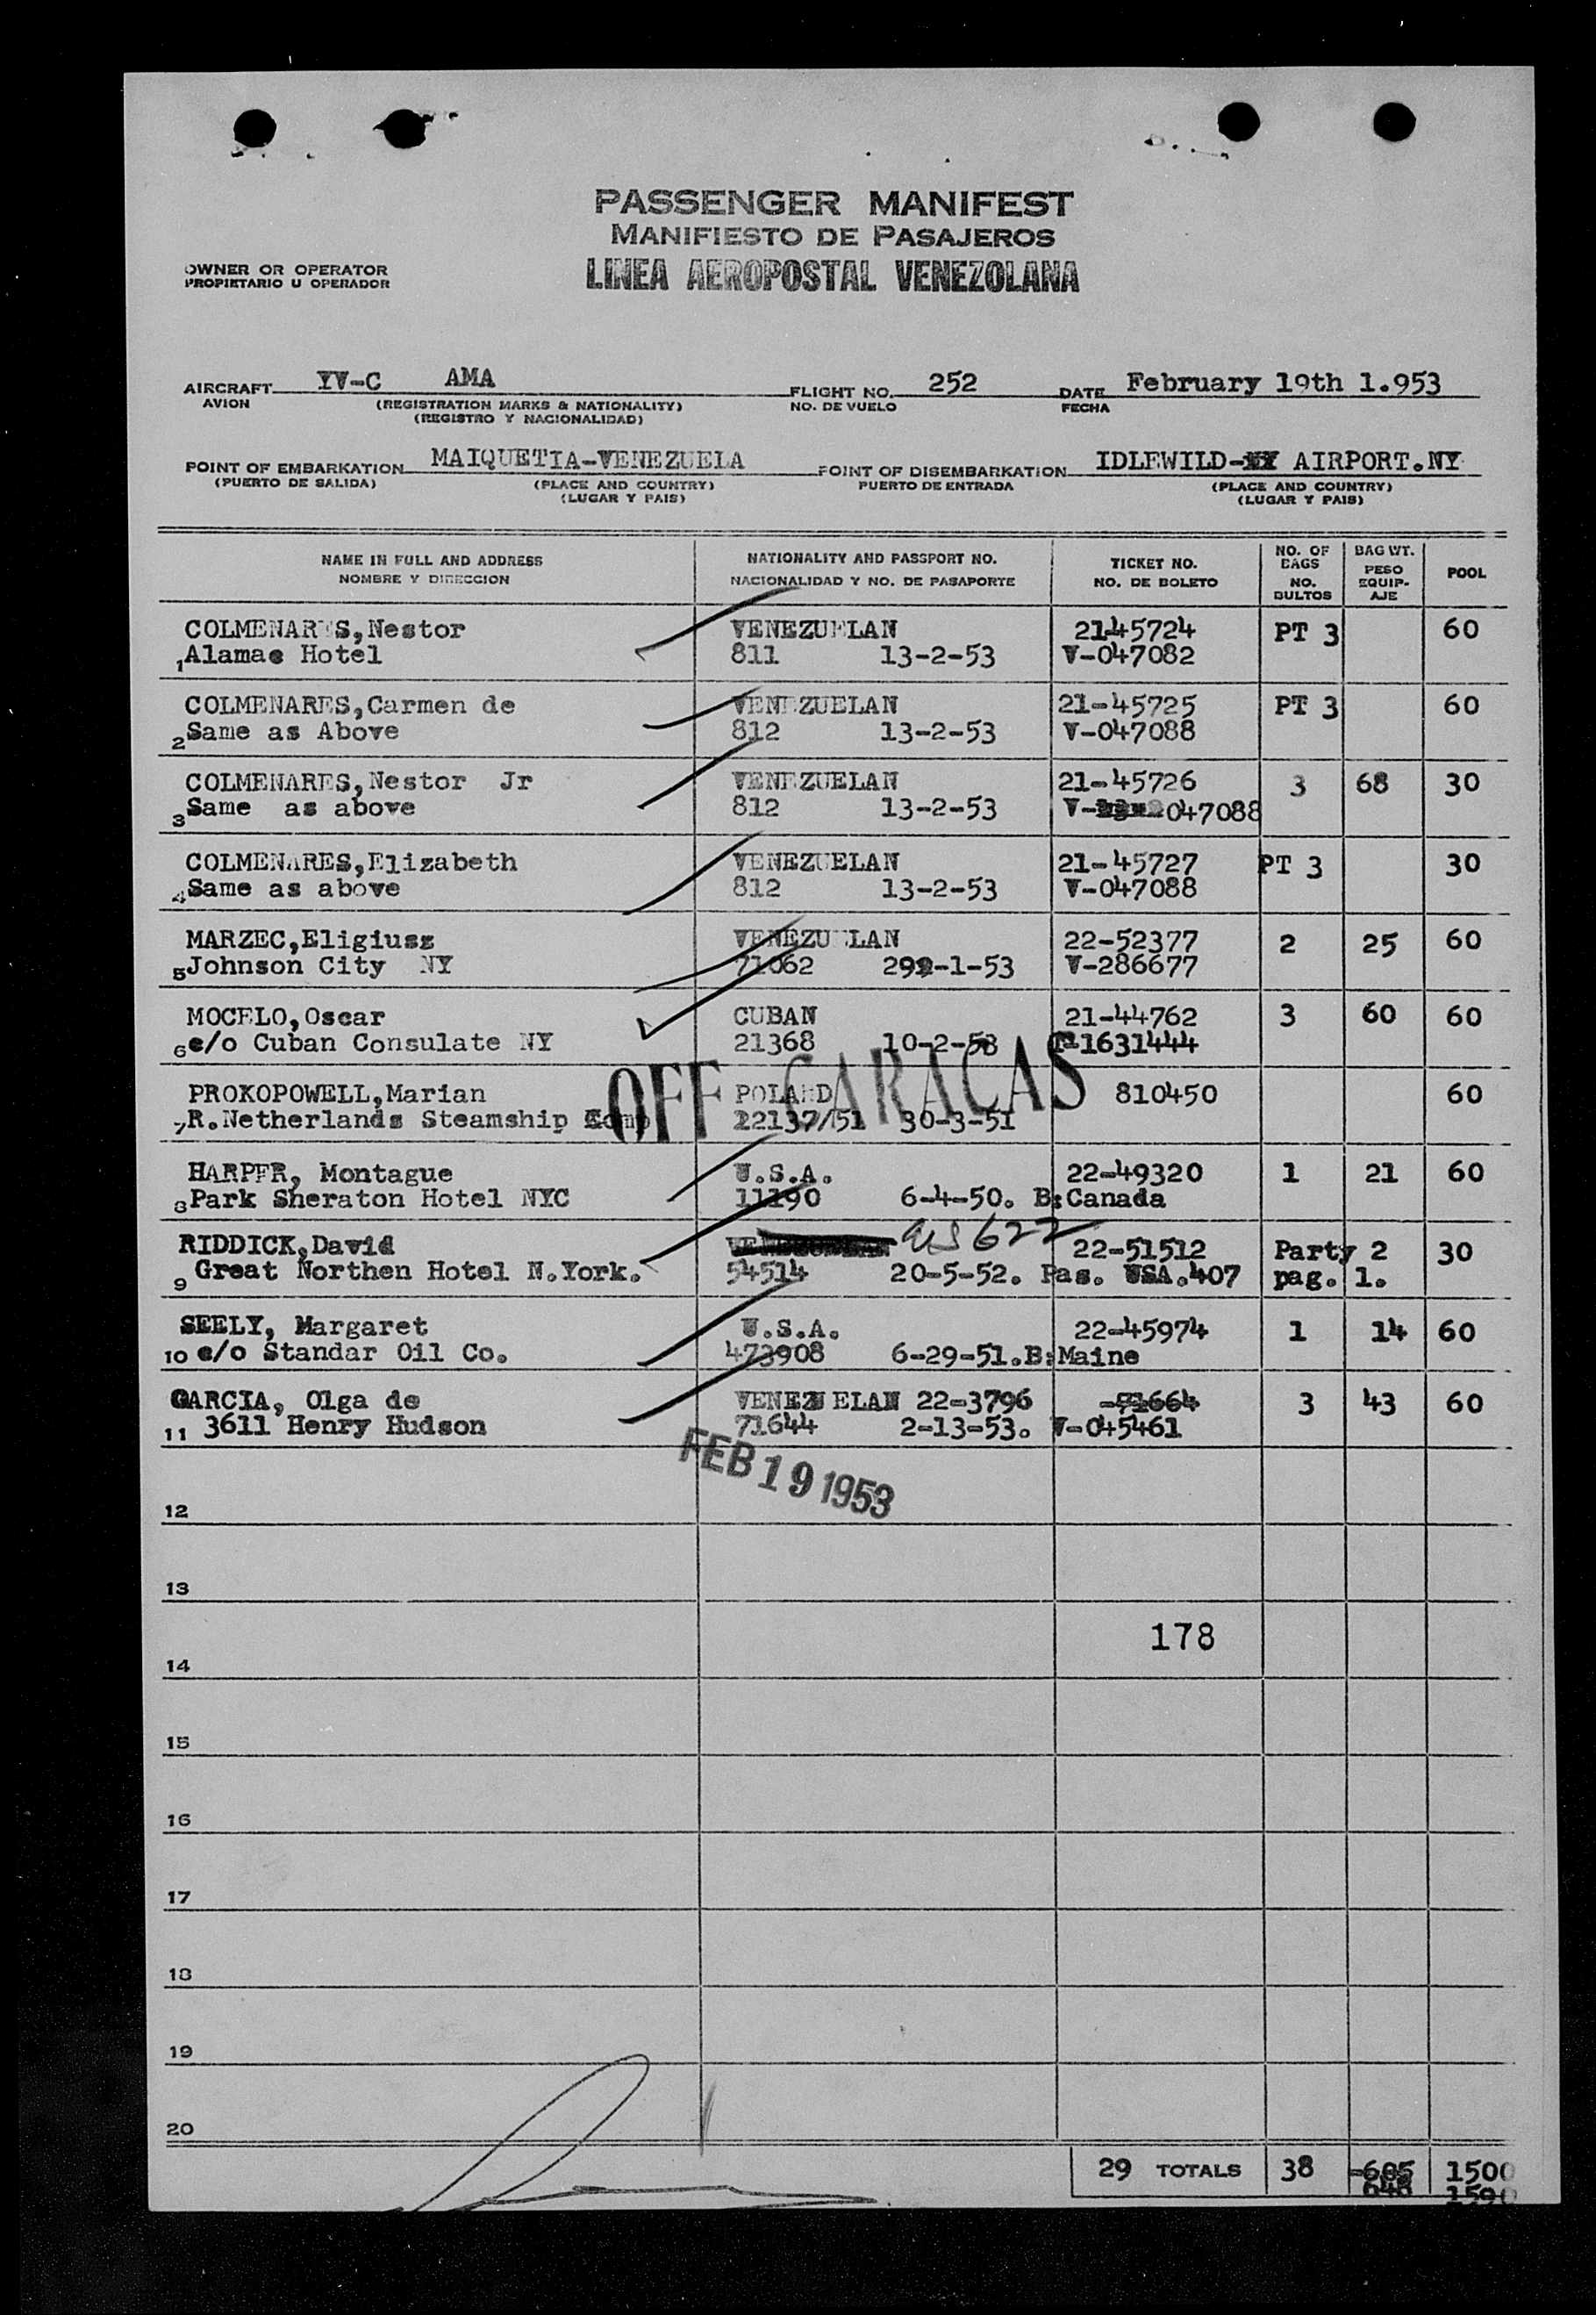 PASSENGER MANIFEST
MANIFIESTO DE PASAJEROS
LINEA AEROPOSTAL VENEZOLANA
OWNER OR OPERATOR
PROPIETARIO U OPERADOR
AIRCRAFT YV-C AMA FLIGHT NO. 252 DATE February 19th 1.953
AVION (REGISTRATION MARKS & NATIONALITY) NO. DE VUELO FECHA
(REGISTRO Y NACIONALIDAD)
POINT OF EMBARKATION MAIQUETIA-VENEZUELA POINT OF DISEMBARKATION IDLEWILD- AIRPORT.NY
(PUERTO DE SALIDA) (PLACE AND COUNTRY) PUERTO DE ENTRADA (PLACE AND COUNTRY)
(LUGAR Y PAIS) (LUGAR Y PAIS)
NAME IN FULL AND ADDRESS NATIONALITY AND PASSPORT NO. TICKET NO. NO. OF BAGS BAG WT. POOL
NOMBRE Y DIRECCION NACIONALIDAD Y NO. DE PASAPORTE NO. DE BOLETO NO. BULTOS PESO EQUIP-AJE
COLMENARES,Nestor VENEZUELAN 2145724 PT 3 60
1 Alamac Hotel 811 13-2-53 V-047082
COLMENARES,Carmen de VENEZUELAN 21-45725 PT 3 60
2 Same as Above 812 13-2-53 V-047088
COLMENARES,Nestor Jr VENEZUELAN 21-45726 3 68 30
3 Same as above 812 13-2-53 V- 047088
COLMENARES,Elizabeth VENEZUELAN 21-45727 PT 3 30
4 Same as above 812 13-2-53 V-047088
MARZEC,Eligiusz VENEZUELAN 22-52377 2 25 60
5 Johnson City NY 71062 299-1-53 V-286677
MOCELO,Oscar CUBAN 21-44762 3 60 60
6 c/o Cuban Consulate NY 21368 10-2-53 1631444
OFF CARACAS
PROKOPOWELL,Marian POLAND 810450 60
7 R.Netherlands Steamship Comp 22137/51 30-3-51
HARPER, Montague U.S.A. 22-49320 1 21 60
8 Park Sheraton Hotel NYC 11190 6-4-50. B:Canada
RIDDICK,David VENEZUELAN US 622 22-51512 Party 2 30
9 Great Northen Hotel N.York. 54514 20-5-52. Pas. USA.407 pag. 1.
SEELY, Margaret U.S.A. 22-45974 1 14 60
10 c/o Standar Oil Co. 473908 6-29-51.B:Maine
GARCIA, Olga de VENEZUELAN 22-3796 -71664 3 43 60
11 3611 Henry Hudson 71644 2-13-53. V-045461
FEB 19 1953
12
13
178
14
15
16
17
18
19
20
29 TOTALS 38 -605 1500
648 1590